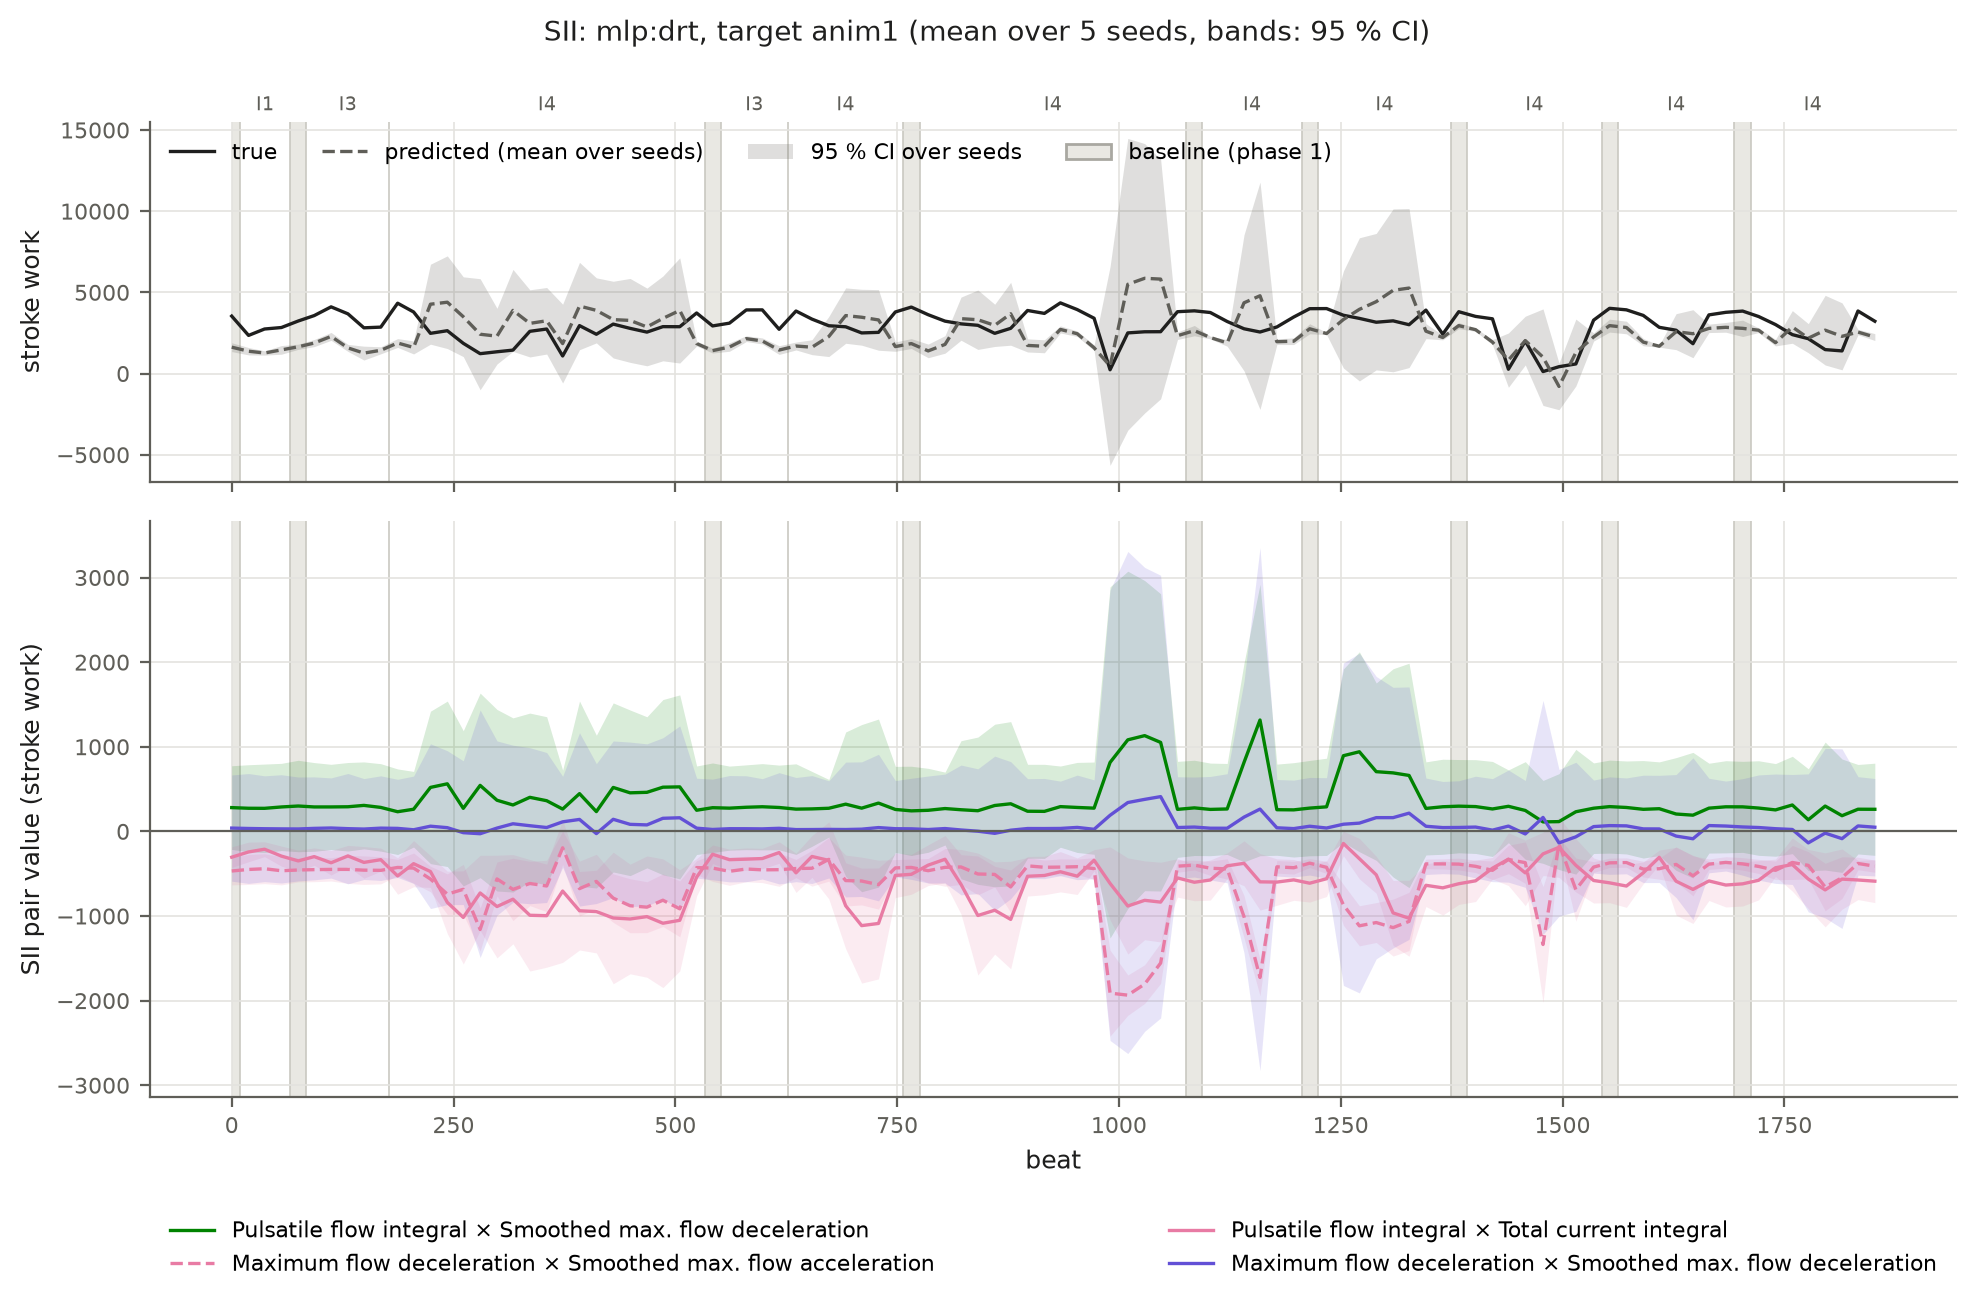 SII: mlp:drt, target anim1 (mean over 5 seeds, bands: 95 % CI)
I1 I3 I4 I3 I4 I4 I4 I4 I4 I4 I4
true predicted (mean over seeds) 95 % CI over seeds baseline (phase 1)
stroke work
15000
10000
5000
0
−5000
SII pair value (stroke work)
3000
2000
1000
0
−1000
−2000
−3000
0 250 500 750 1000 1250 1500 1750
beat
Pulsatile flow integral × Smoothed max. flow deceleration
Maximum flow deceleration × Smoothed max. flow acceleration
Pulsatile flow integral × Total current integral
Maximum flow deceleration × Smoothed max. flow deceleration